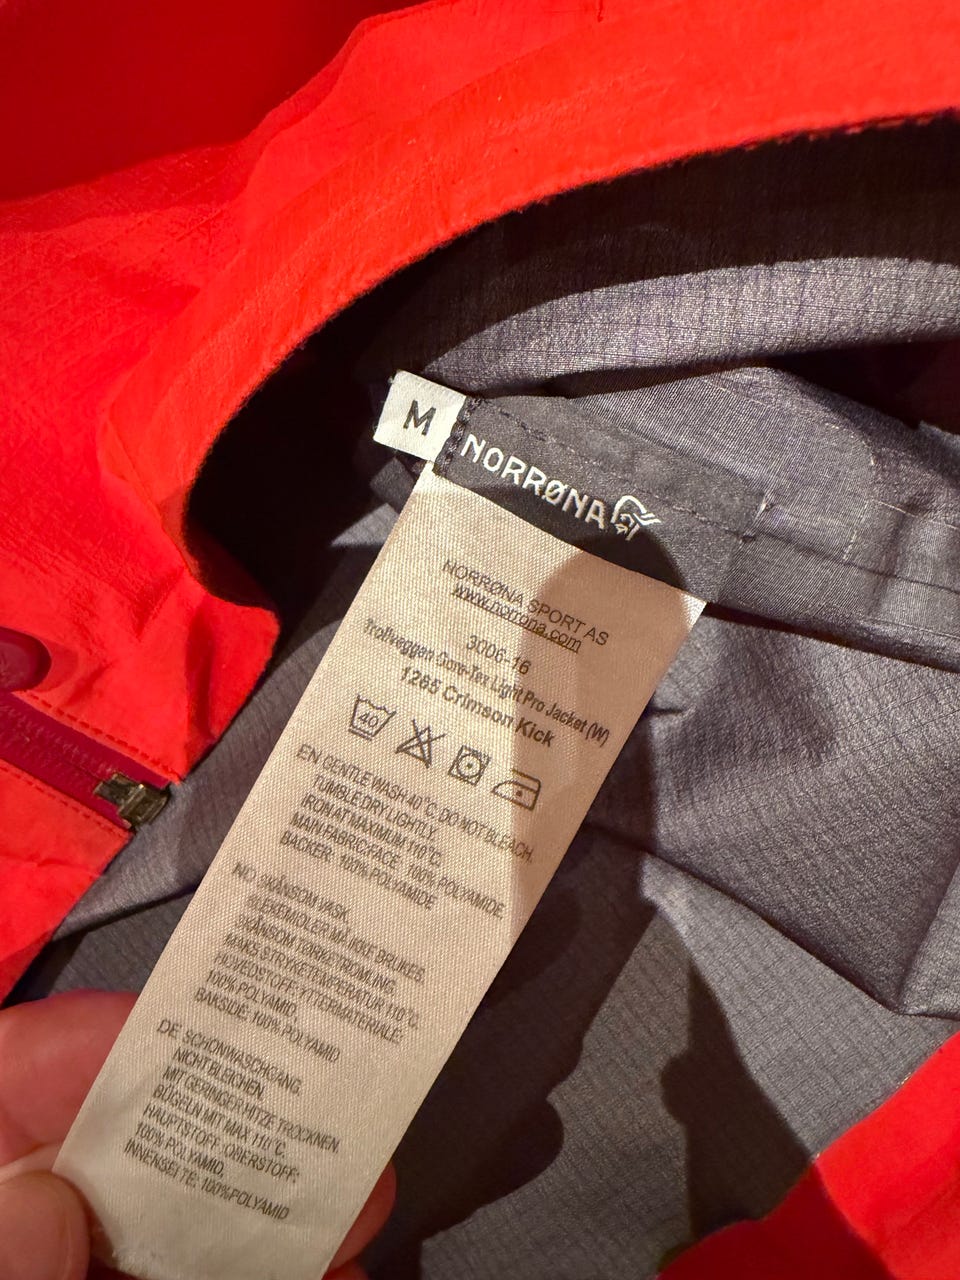 M
NORRØNA
NORRØNA SPORT AS
www.norrona.com
3006-16
Trollveggen Gore-Tex Light Pro Jacket (W)
1265 Crimson Kick
40
EN GENTLE WASH 40°C. DO NOT BLEACH.
TUMBLE DRY LIGHTLY.
IRON AT MAXIMUM 110°C.
MAIN FABRIC/FACE: 100% POLYAMIDE,
BACKER: 100% POLYAMIDE
NO SKÅNSOM VASK.
BLEKEMIDLER MÅ IKKE BRUKES.
SKÅNSOM TØRKETROMLING.
MAKS STRYKETEMPERATUR 110°C.
HOVEDSTOFF: YTTERMATERIALE:
100% POLYAMID,
BAKSIDE: 100% POLYAMID
DE SCHONWASCHGANG.
NICHT BLEICHEN.
MIT GERINGER HITZE TROCKNEN.
BÜGELN MIT MAX 110°C.
HAUPTSTOFF: OBERSTOFF:
100% POLYAMID,
INNENSEITE: 100%POLYAMID